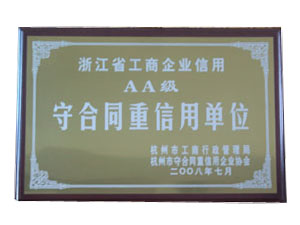 浙江省工商企业信用
AA级
守合同重信用单位
杭州市工商行政管理局
杭州市守合同重信用企业协会
二〇〇八年七月